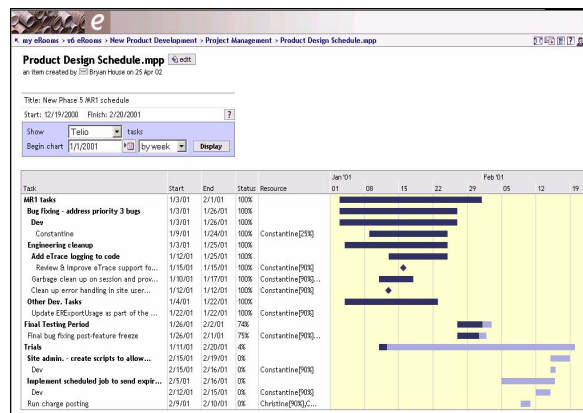 e
my eRooms > v6 eRooms > New Product Development > Project Management > Product Design Schedule.mpp
Product Design Schedule.mpp edit
an item created by Bryan House on 25 Apr 02
Title: New Phase 5 MR1 schedule
Start: 12/19/2000 Finish: 2/20/2001 ?
Show Telio tasks
Begin chart 1/1/2001 by week Display
Jan '01 Feb '01
Task Start End Status Resource 01 08 15 22 29 05 12 19
MR1 tasks 1/3/01 2/1/01 100%
Bug fixing - address priority 3 bugs 1/3/01 1/26/01 100%
Dev 1/3/01 1/26/01 100%
Constantine 1/9/01 1/24/01 100% Constantine[25%]
Engineering cleanup 1/3/01 1/25/01 100%
Add eTrace logging to code 1/12/01 1/25/01 100%
Review & improve eTrace support fo... 1/15/01 1/15/01 100% Constantine[90%]
Garbage clean up on session and prov... 1/10/01 1/17/01 100% Constantine[90%]...
Clean up error handling in site user... 1/12/01 1/12/01 100% Constantine[90%]
Other Dev. Tasks 1/4/01 1/22/01 100%
Update ERExportUsage as part of the ... 1/22/01 1/22/01 100% Constantine[90%]
Final Testing Period 1/26/01 2/2/01 74%
Final bug fixing post-feature freeze 1/26/01 2/1/01 75% Constantine[90%]...
Trials 1/11/01 2/20/01 4%
Site admin. - create scripts to allow... 2/15/01 2/19/01 0%
Dev 2/15/01 2/16/01 0% Constantine[90%]
Implement scheduled job to send expir... 2/5/01 2/16/01 0%
Dev 2/12/01 2/15/01 0% Constantine[90%]
Run charge posting 2/9/01 2/10/01 0% Christine[90%],C...